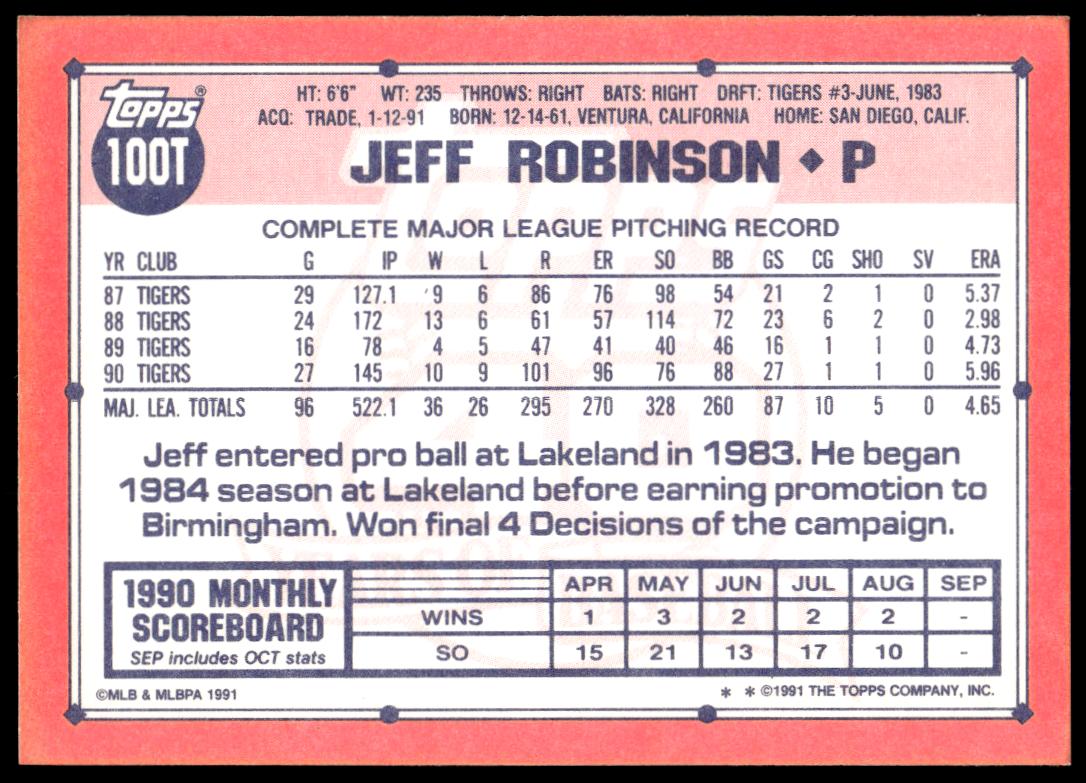 Topps®
100T
HT: 6'6" WT: 235 THROWS: RIGHT BATS: RIGHT DRFT: TIGERS #3-JUNE, 1983
ACQ: TRADE, 1-12-91 BORN: 12-14-61, VENTURA, CALIFORNIA HOME: SAN DIEGO, CALIF.
JEFF ROBINSON ◆ P
COMPLETE MAJOR LEAGUE PITCHING RECORD
YR CLUB G IP W L R ER SO BB GS CG SHO SV ERA
87 TIGERS 29 127.1 9 6 86 76 98 54 21 2 1 0 5.37
88 TIGERS 24 172 13 6 61 57 114 72 23 6 2 0 2.98
89 TIGERS 16 78 4 5 47 41 40 46 16 1 1 0 4.73
90 TIGERS 27 145 10 9 101 96 76 88 27 1 1 0 5.96
MAJ. LEA. TOTALS 96 522.1 36 26 295 270 328 260 87 10 5 0 4.65
Jeff entered pro ball at Lakeland in 1983. He began
1984 season at Lakeland before earning promotion to
Birmingham. Won final 4 Decisions of the campaign.
1990 MONTHLY
SCOREBOARD
SEP includes OCT stats
APR MAY JUN JUL AUG SEP
WINS 1 3 2 2 2 -
SO 15 21 13 17 10 -
©MLB & MLBPA 1991
* * ©1991 THE TOPPS COMPANY, INC.